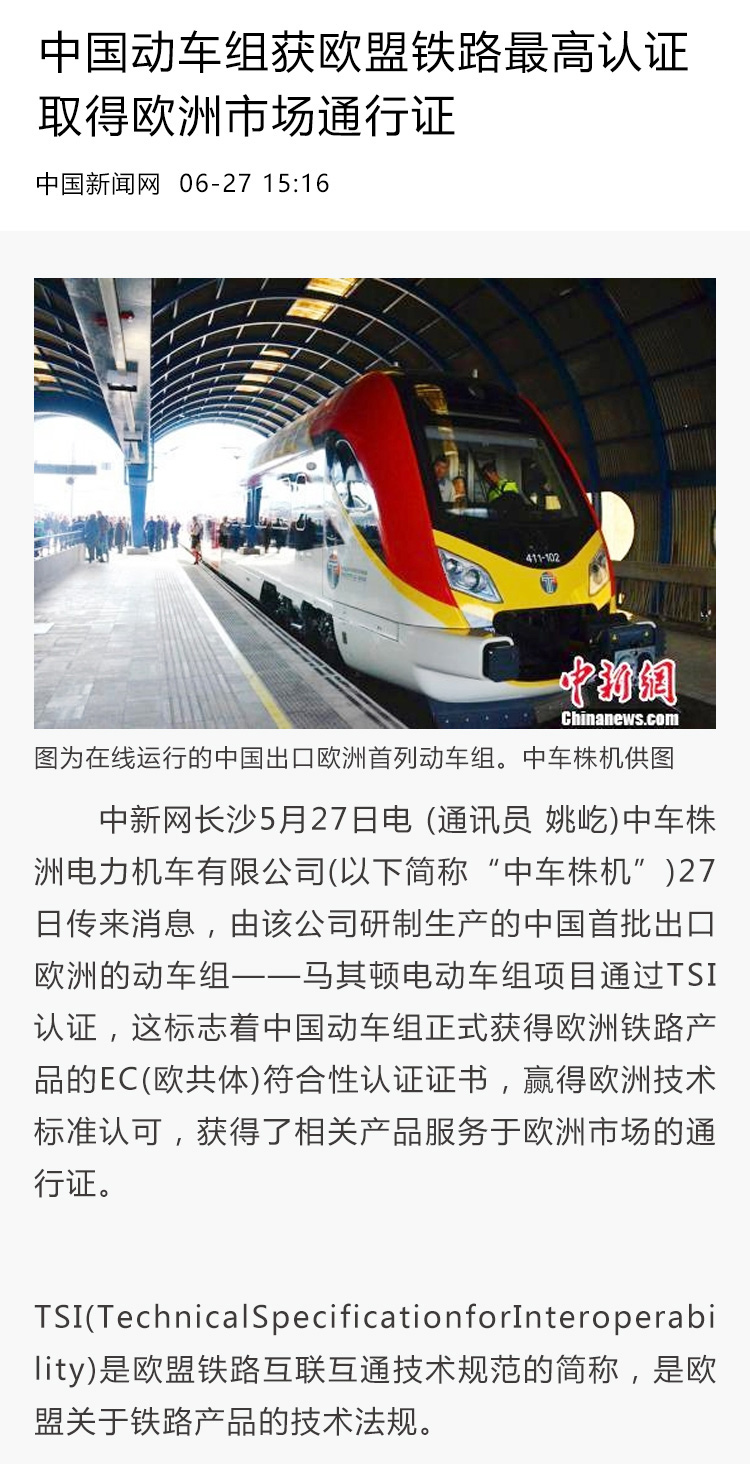 中国动车组获欧盟铁路最高认证
取得欧洲市场通行证
中国新闻网 06-27 15:16
411-102
中新網
Chinanews.com
图为在线运行的中国出口欧洲首列动车组。中车株机供图
中新网长沙5月27日电 (通讯员 姚屹)中车株
洲电力机车有限公司(以下简称“中车株机”)27
日传来消息，由该公司研制生产的中国首批出口
欧洲的动车组——马其顿电动车组项目通过TSI
认证，这标志着中国动车组正式获得欧洲铁路产
品的EC(欧共体)符合性认证证书，赢得欧洲技术
标准认可，获得了相关产品服务于欧洲市场的通
行证。
TSI(TechnicalSpecificationforInteroperabi
lity)是欧盟铁路互联互通技术规范的简称，是欧
盟关于铁路产品的技术法规。